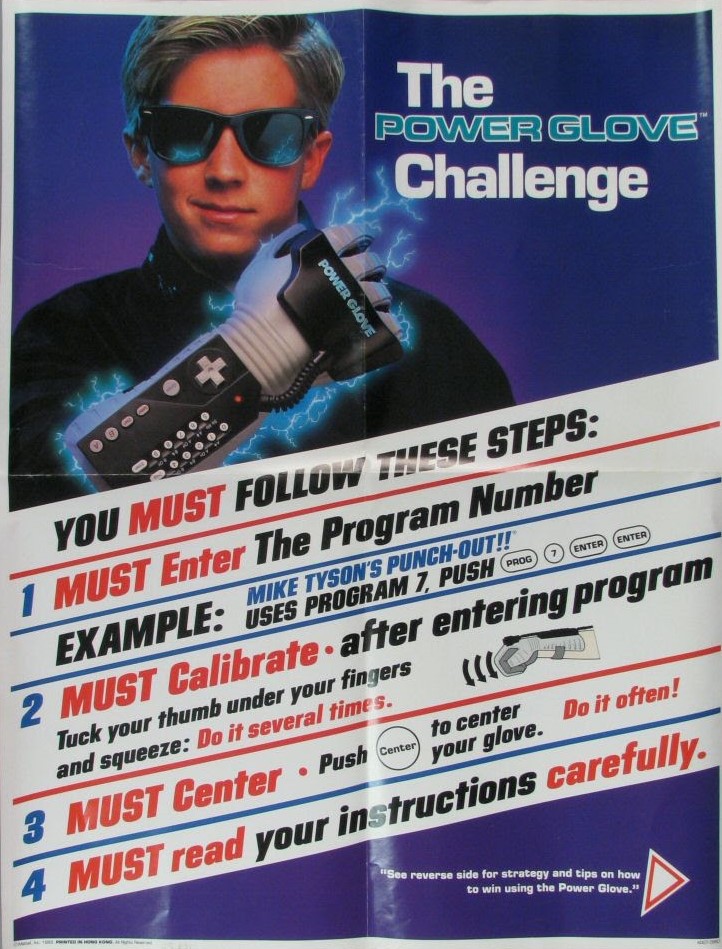 The
POWER GLOVE™
Challenge
POWER GLOVE
YOU MUST FOLLOW THESE STEPS:
1 MUST Enter The Program Number
EXAMPLE: MIKE TYSON'S PUNCH-OUT!!®
USES PROGRAM 7, PUSH PROG 7 ENTER ENTER
2 MUST Calibrate • after entering program
Tuck your thumb under your fingers
and squeeze: Do it several times.
3 MUST Center • Push Center to center
your glove. Do it often!
4 MUST read your instructions carefully.
"See reverse side for strategy and tips on how
to win using the Power Glove."
PRINTED IN HONG KONG. All Rights Reserved.